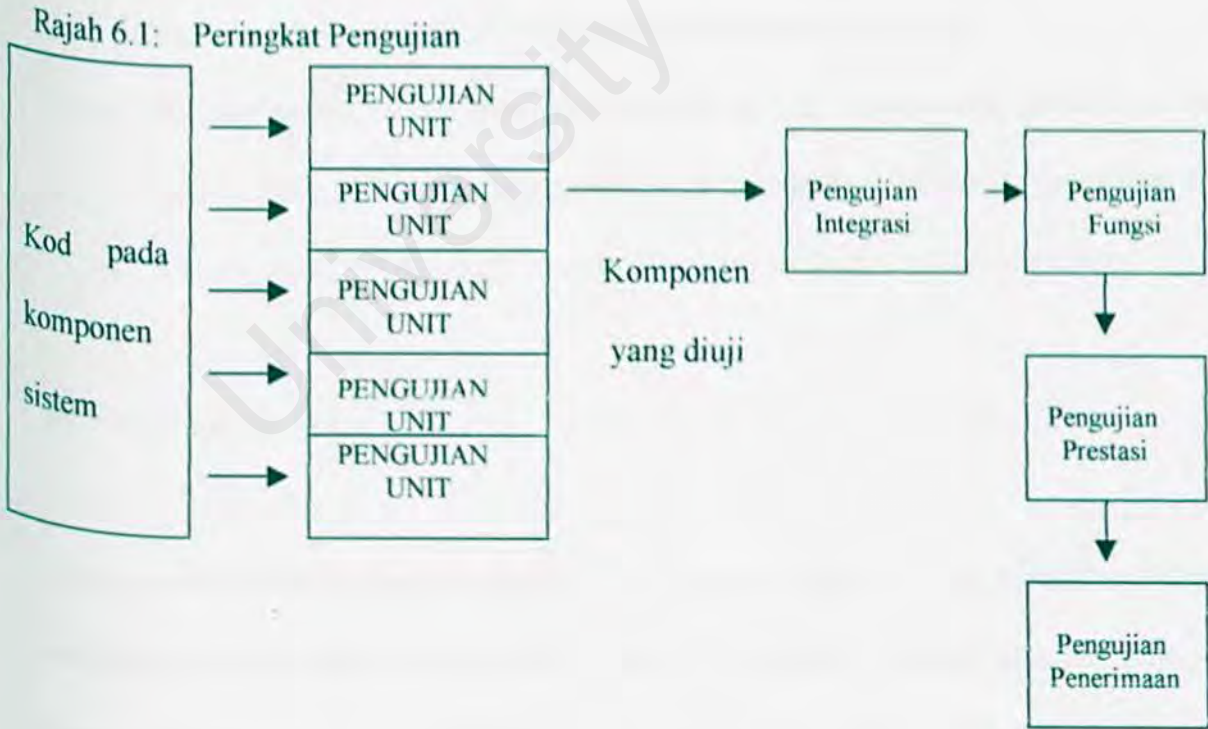 Rajah 6.1: Peringkat Pengujian
Kod pada
komponen
sistem
PENGUJIAN
UNIT
PENGUJIAN
UNIT
PENGUJIAN
UNIT
PENGUJIAN
UNIT
PENGUJIAN
UNIT
Komponen
yang diuji
Pengujian
Integrasi
Pengujian
Fungsi
Pengujian
Prestasi
Pengujian
Penerimaan
University